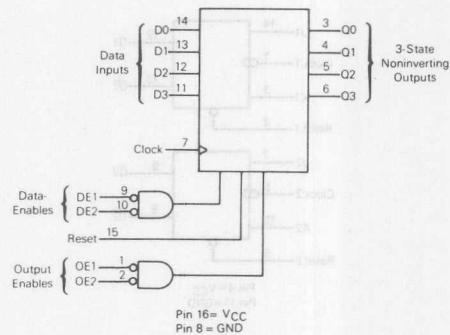 14
D0
3
Q0
Data
Inputs
13
D1
4
Q1
3-State
Noninverting
Outputs
12
D2
5
Q2
11
D3
6
Q3
Clock
7
Data-
Enables
DE1
9
DE2
10
Reset
15
Output
Enables
OE1
1
OE2
2
Pin 16= VCC
Pin 8 = GND